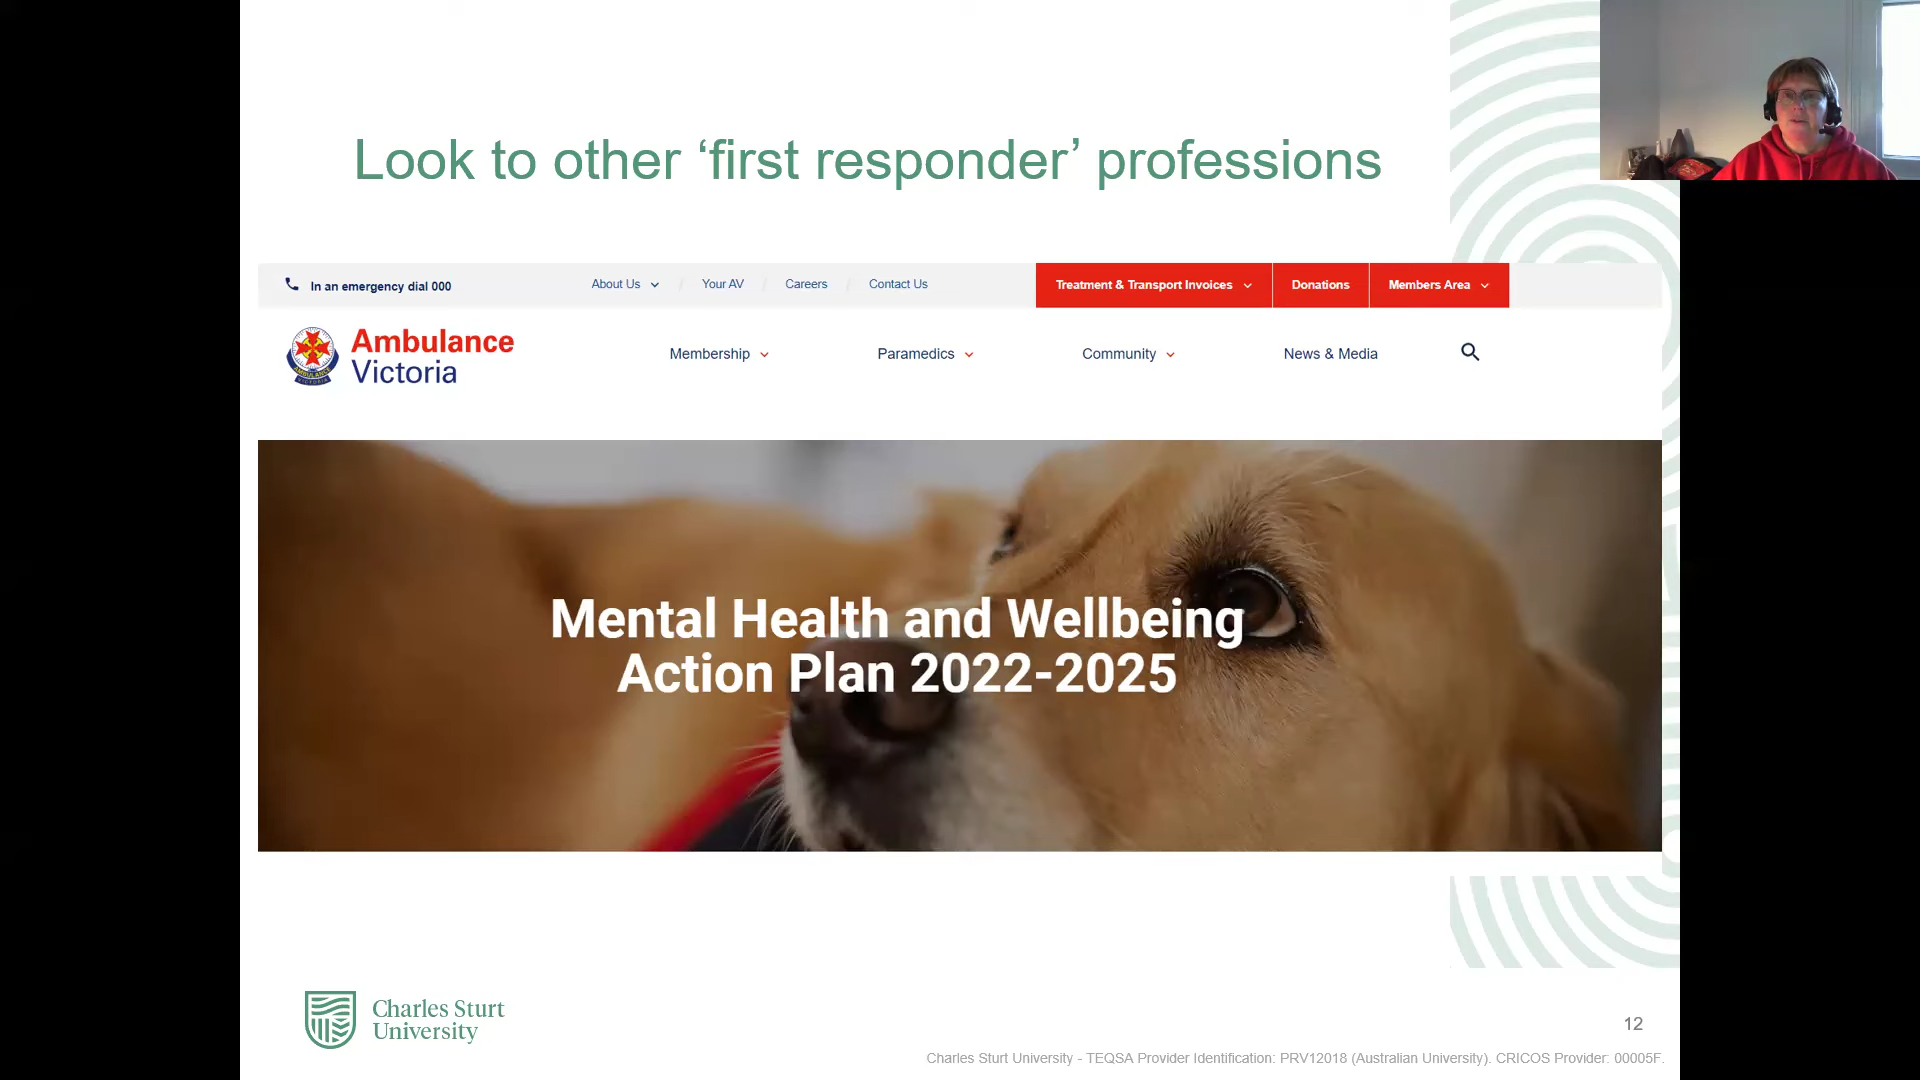 Look to other ‘first responder’ professions
In an emergency dial 000
About Us / Your AV / Careers / Contact Us
Treatment & Transport Invoices
Donations
Members Area
Ambulance
Victoria
Membership
Paramedics
Community
News & Media
Mental Health and Wellbeing
Action Plan 2022-2025
Charles Sturt
University
12
Charles Sturt University - TEQSA Provider Identification: PRV12018 (Australian University). CRICOS Provider: 00005F.